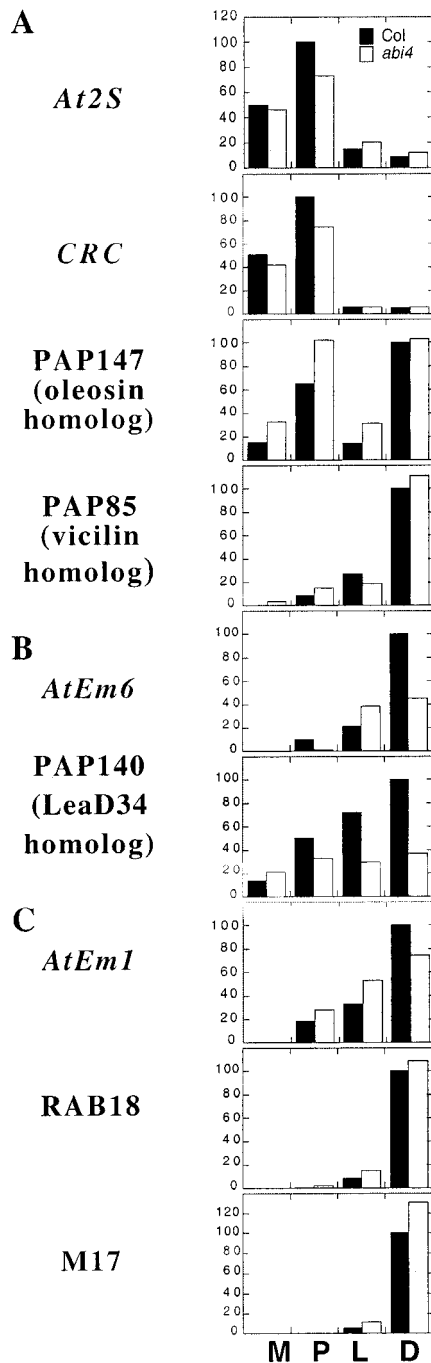 A
120
100
80
60
40
20
0
Col
abi4
At2S
100
80
60
40
20
0
CRC
100
80
60
40
20
0
PAP147
(oleosin
homolog)
100
80
60
40
20
0
PAP85
(vicilin
homolog)
B
100
80
60
40
20
0
AtEm6
100
80
60
40
20
0
PAP140
(LeaD34
homolog)
C
100
80
60
40
20
0
AtEm1
100
80
60
40
20
0
RAB18
120
100
80
60
40
20
0
M17
M P L D